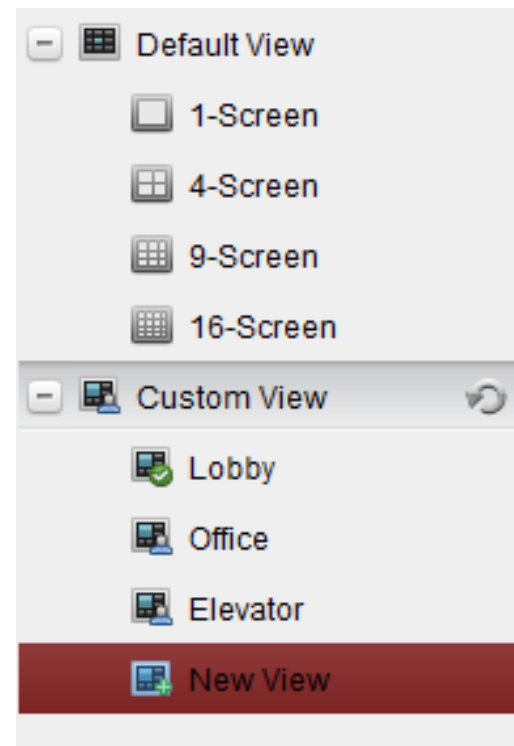 Default View
1-Screen
4-Screen
9-Screen
16-Screen
Custom View
Lobby
Office
Elevator
New View